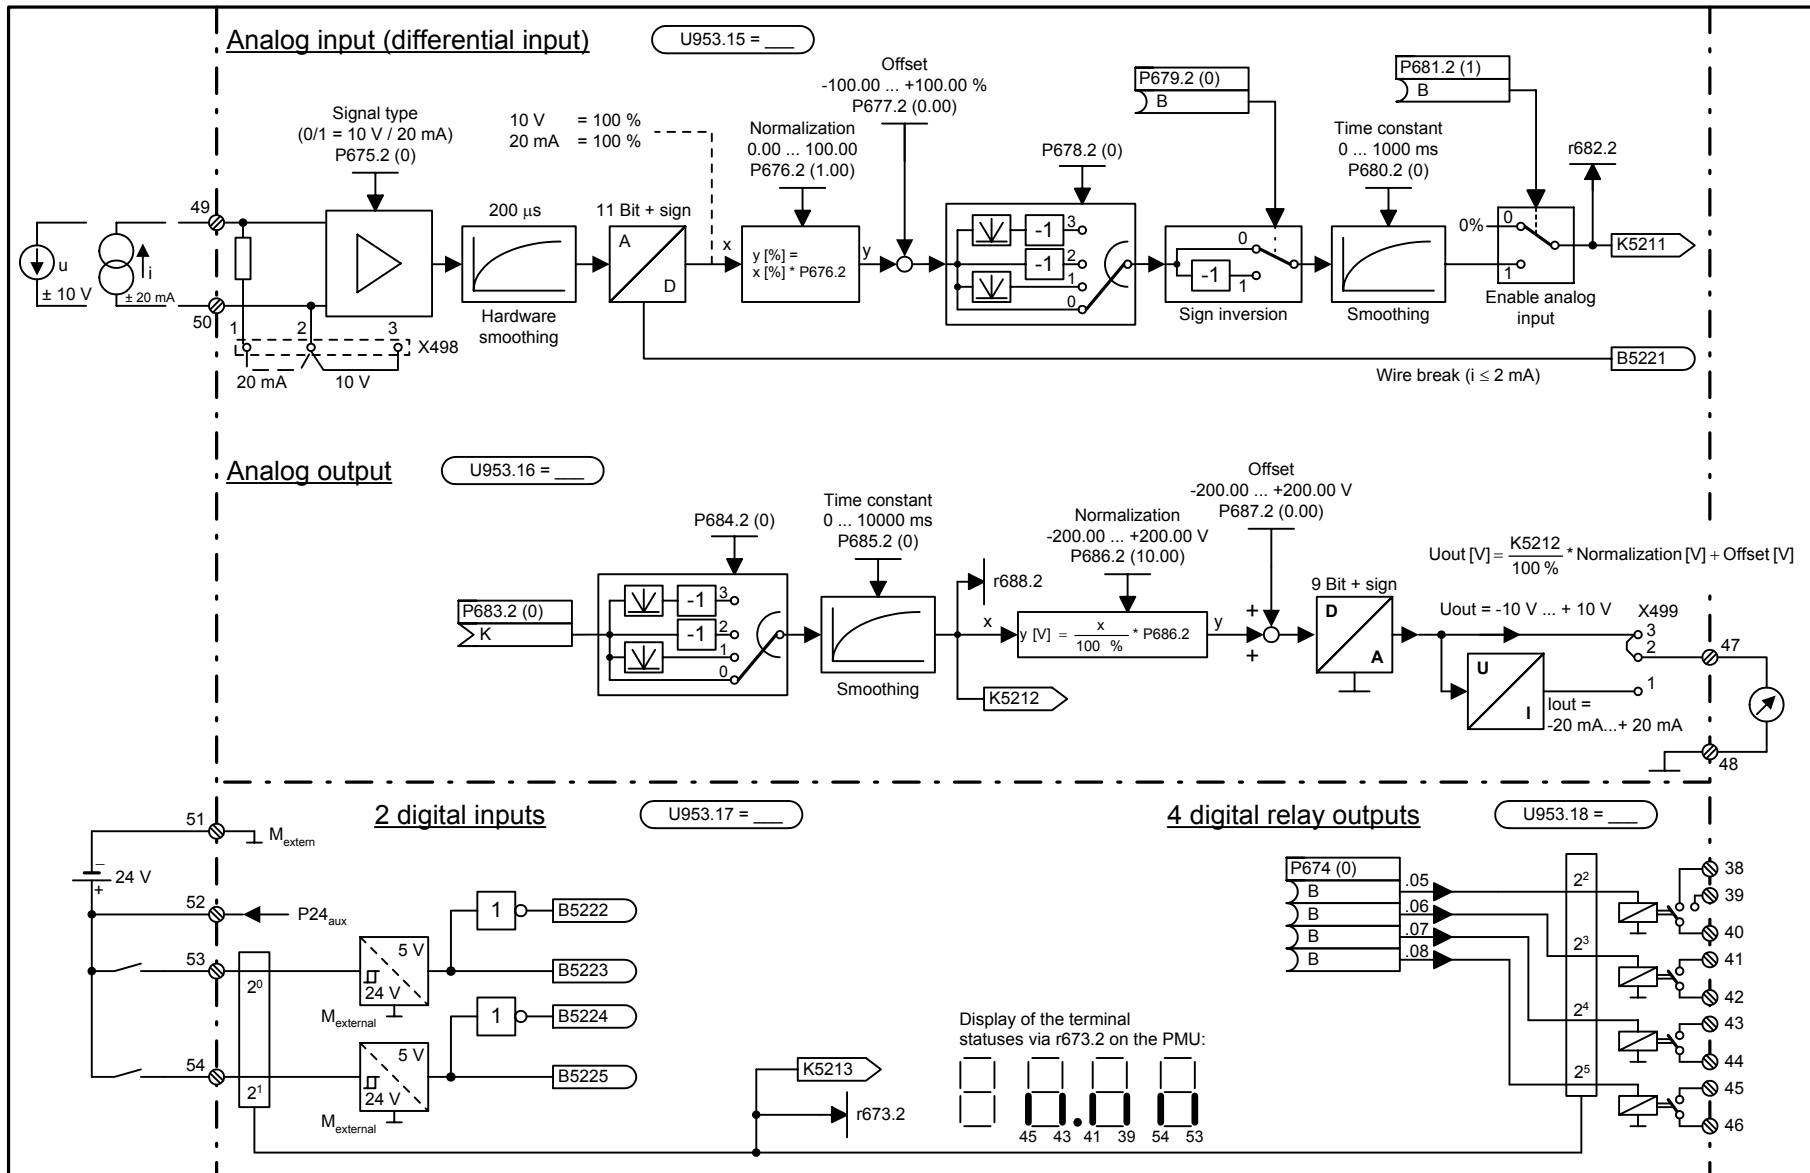 Analog input (differential input)
U953.15 = ___
Signal type
(0/1 = 10 V / 20 mA)
P675.2 (0)
10 V = 100 %
20 mA = 100 %
Normalization
0.00 ... 100.00
P676.2 (1.00)
Offset
-100.00 ... +100.00 %
P677.2 (0.00)
P678.2 (0)
P679.2 (0)
B
Time constant
0 ... 1000 ms
P680.2 (0)
P681.2 (1)
B
r682.2
49
50
u
± 10 V
i
± 20 mA
1
2
3
X498
20 mA
10 V
200 µs
Hardware
smoothing
11 Bit + sign
A
D
x
y [%] =
x [%] * P676.2
y
-1
3
-1
2
1
0
0
-1
1
Sign inversion
Smoothing
0%
0
1
Enable analog
input
K5211
B5221
Wire break (i ≤ 2 mA)
Analog output
U953.16 = ___
P683.2 (0)
K
P684.2 (0)
-1
3
-1
2
1
0
Time constant
0 ... 10000 ms
P685.2 (0)
Smoothing
r688.2
K5212
Normalization
-200.00 ... +200.00 V
P686.2 (10.00)
x
y [V] = x / 100 % * P686.2
y
Offset
-200.00 ... +200.00 V
P687.2 (0.00)
+
+
9 Bit + sign
D
A
Uout [V] = K5212 / 100 % * Normalization [V] + Offset [V]
Uout = -10 V ... + 10 V
X499
3
2
1
U
I
Iout =
-20 mA...+ 20 mA
47
48
2 digital inputs
U953.17 = ___
51
M extern
24 V
−
+
52
P24 aux
53
54
2⁰
2¹
5 V
24 V
M external
5 V
24 V
M external
1
B5222
B5223
1
B5224
B5225
K5213
r673.2
Display of the terminal
statuses via r673.2 on the PMU:
45 43 41 39 54 53
4 digital relay outputs
U953.18 = ___
P674 (0)
B
.05
B
.06
B
.07
B
.08
2²
2³
2⁴
2⁵
38
39
40
41
42
43
44
45
46